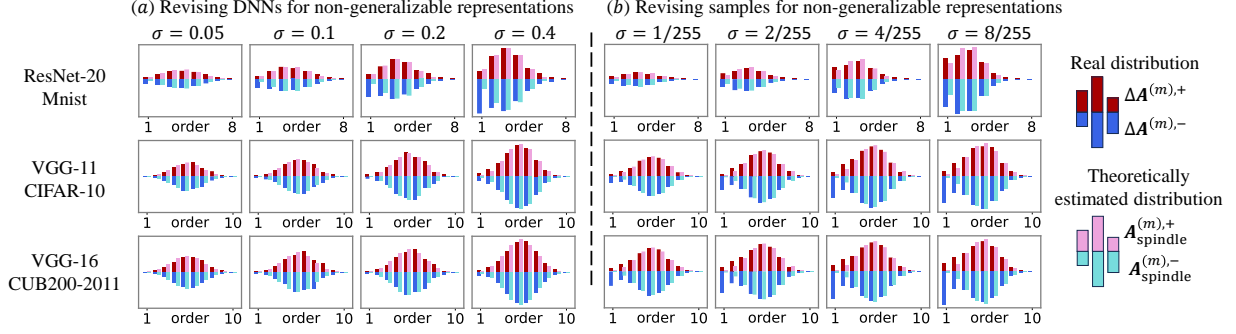 (a) Revising DNNs for non-generalizable representations
(b) Revising samples for non-generalizable representations
σ = 0.05 σ = 0.1 σ = 0.2 σ = 0.4 σ = 1/255 σ = 2/255 σ = 4/255 σ = 8/255
ResNet-20
Mnist
1 order 8 1 order 8 1 order 8 1 order 8 1 order 8 1 order 8 1 order 8 1 order 8
VGG-11
CIFAR-10
1 order 10 1 order 10 1 order 10 1 order 10 1 order 10 1 order 10 1 order 10 1 order 10
VGG-16
CUB200-2011
1 order 10 1 order 10 1 order 10 1 order 10 1 order 10 1 order 10 1 order 10 1 order 10
Real distribution
ΔA^(m),+
ΔA^(m),−
Theoretically
estimated distribution
A_spindle^(m),+
A_spindle^(m),−